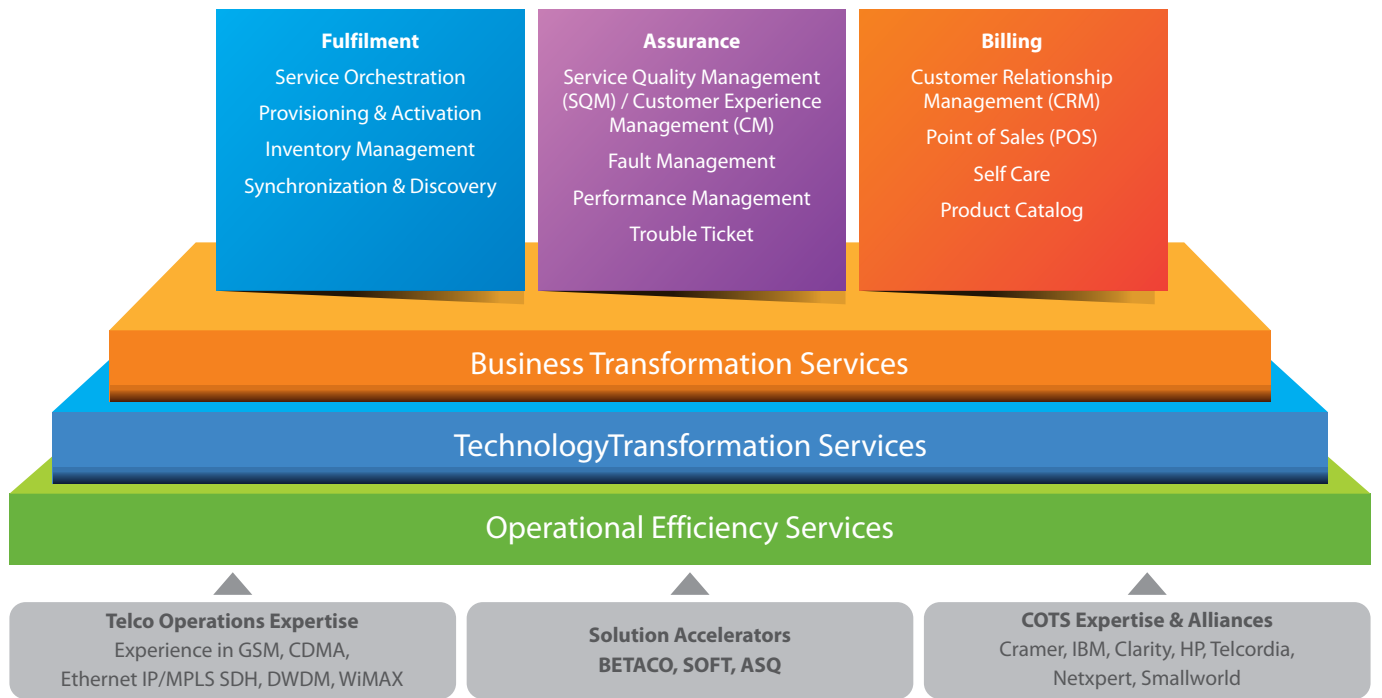 Fulfilment
Service Orchestration
Provisioning & Activation
Inventory Management
Synchronization & Discovery
Assurance
Service Quality Management
(SQM) / Customer Experience
Management (CM)
Fault Management
Performance Management
Trouble Ticket
Billing
Customer Relationship
Management (CRM)
Point of Sales (POS)
Self Care
Product Catalog
Business Transformation Services
TechnologyTransformation Services
Operational Efficiency Services
Telco Operations Expertise
Experience in GSM, CDMA,
Ethernet IP/MPLS SDH, DWDM, WiMAX
Solution Accelerators
BETACO, SOFT, ASQ
COTS Expertise & Alliances
Cramer, IBM, Clarity, HP, Telcordia,
Netxpert, Smallworld